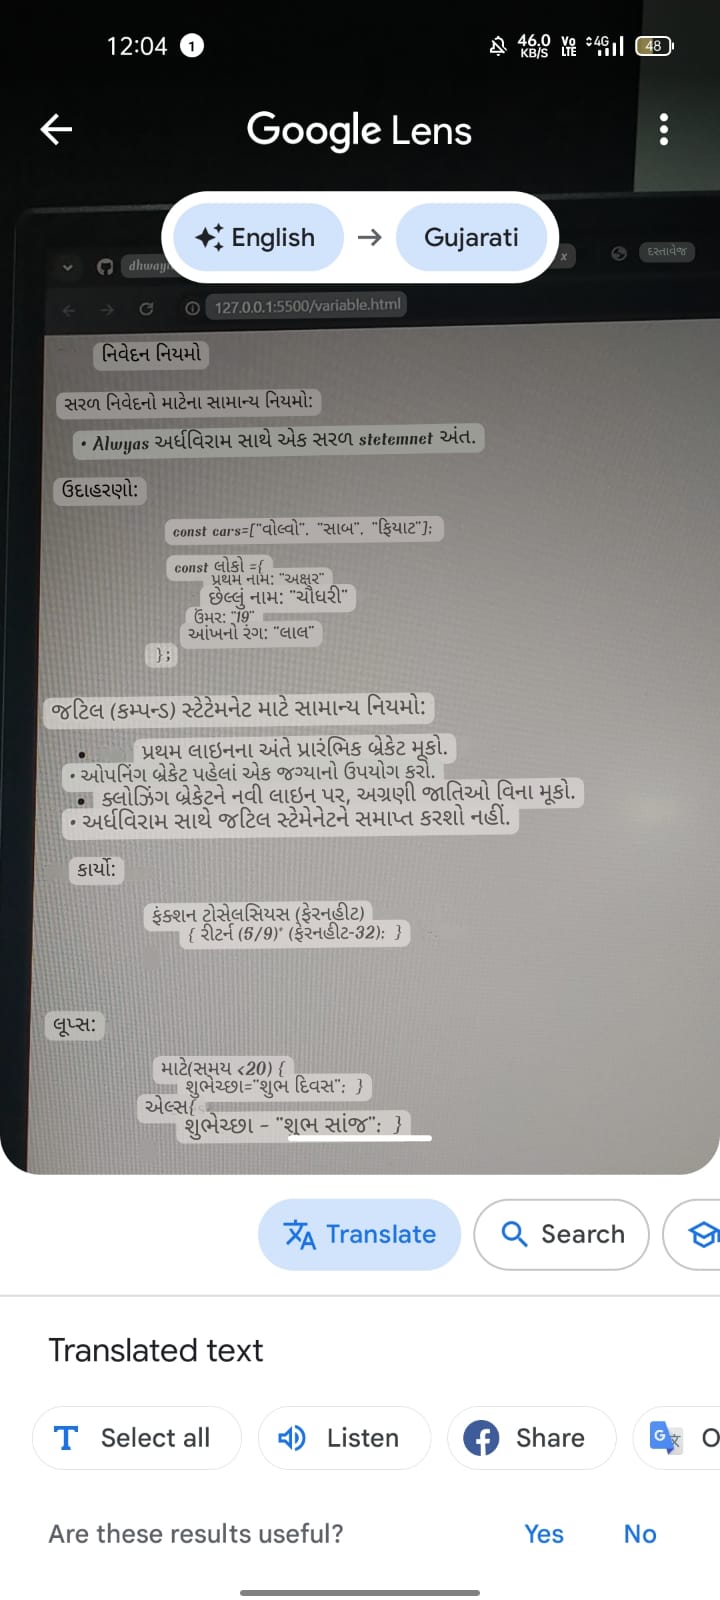 12:04 1 46.0 KB/S Vo LTE 4G 48
Google Lens
English → Gujarati
dhway x દસ્તાવેજ
127.0.0.1:5500/variable.html
નિવેદન નિયમો
સરળ નિવેદનો માટેના સામાન્ય નિયમો:
• Alwyas અર્ધવિરામ સાથે એક સરળ stetemnet અંત.
ઉદાહરણો:
const cars=["વોલ્વો". "સાબ". "ફિયાટ"];
const લોકો ={
પ્રથમ નામ: "અક્ષર"
છેલ્લું નામ: "ચૌધરી"
ઉંમર: "19"
આંખનો રંગ: "લાલ"
};
જટિલ (કમ્પન્ડ) સ્ટેટેમનેટ માટે સામાન્ય નિયમો:
• પ્રથમ લાઇનના અંતે પ્રારંભિક બ્રેકેટ મૂકો.
• ઓપનિંગ બ્રેકેટ પહેલાં એક જગ્યાનો ઉપયોગ કરો.
• ક્લોઝિંગ બ્રેકેટને નવી લાઇન પર, અગ્રણી જાતિઓ વિના મૂકો.
• અર્ધવિરામ સાથે જટિલ સ્ટેમેનેટને સમાપ્ત કરશો નહીં.
કાર્યો:
ફંક્શન ટોસેલસિયસ (ફેરનહીટ)
{ રીટર્ન (5/9)* (ફેરનહીટ-32): }
લૂપ્સ:
માટે(સમય <20) {
શુભેચ્છા="શુભ દિવસ": }
એલ્સ{
શુભેચ્છા - "શુભ સાંજ": }
Translate Search
Translated text
Select all Listen Share O
Are these results useful? Yes No